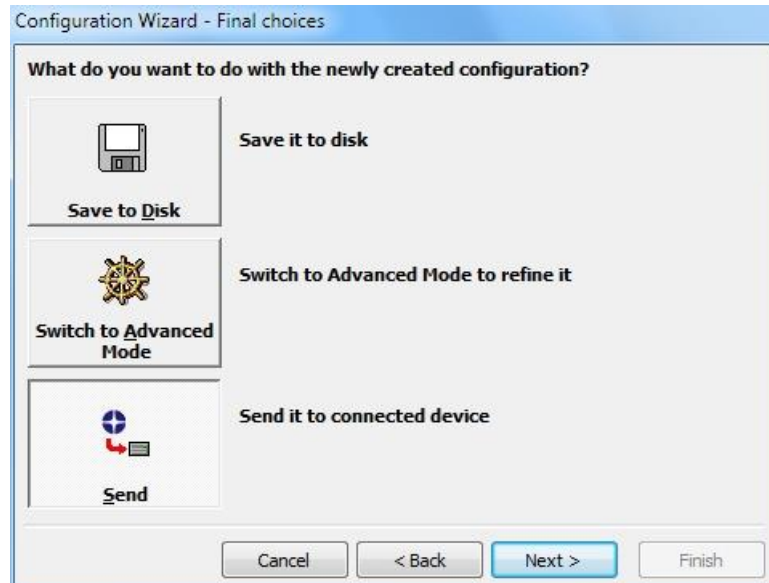 Configuration Wizard - Final choices
What do you want to do with the newly created configuration?
Save it to disk
Save to Disk
Switch to Advanced Mode to refine it
Switch to Advanced
Mode
Send it to connected device
Send
Cancel
< Back
Next >
Finish